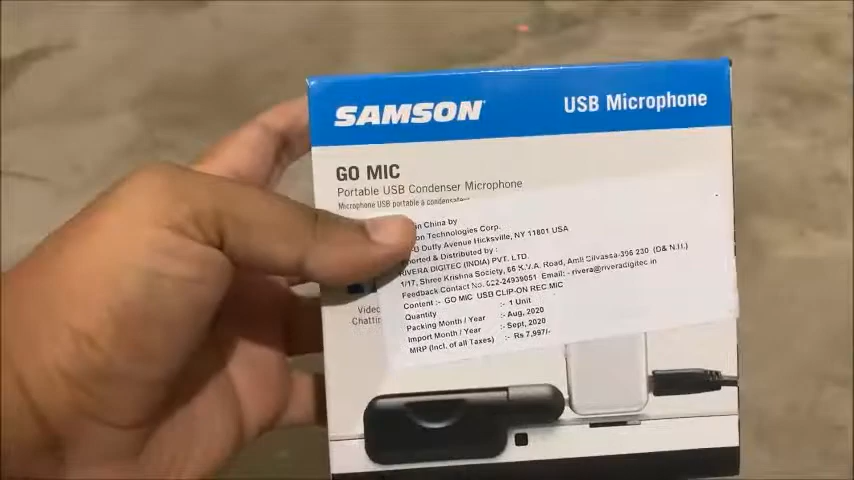 SAMSON
USB Microphone
GO MIC
Portable USB Condenser Microphone
Microphone USB portable à condensateur
in China by
Technologies Corp.
Duffy Avenue Hicksville, NY 11801 USA
& Distributed by :
RIVERA DIGITEC (INDIA) PVT. LTD.
1/17, Shree Krishna Society, 66 K.V.A. Road, Amli Silvassa-396 230 (D& N.H.)
Feedback Contact No. 022-24939051 Email:- rivera@riveradigitec.in
Content :- GO MIC USB CLIP-ON REC.MIC
Quantity :- 1 Unit
Packing Month / Year :- Aug, 2020
Import Month / Year :- Sept, 2020
MRP (Incl. of all Taxes) :- Rs 7,997/-
Video